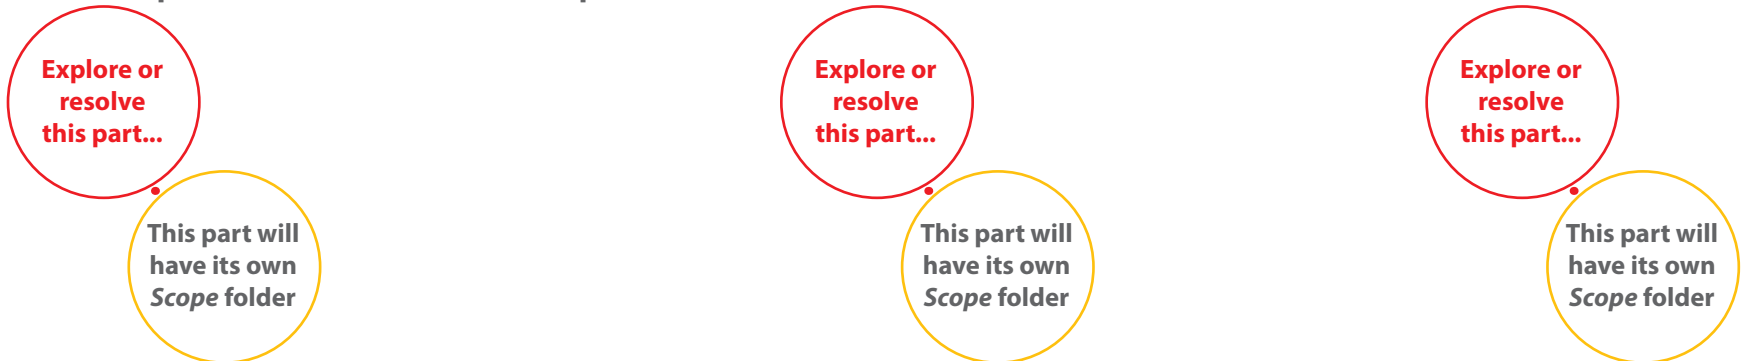 Explore or
resolve
this part...
This part will
have its own
Scope folder
Explore or
resolve
this part...
This part will
have its own
Scope folder
Explore or
resolve
this part...
This part will
have its own
Scope folder